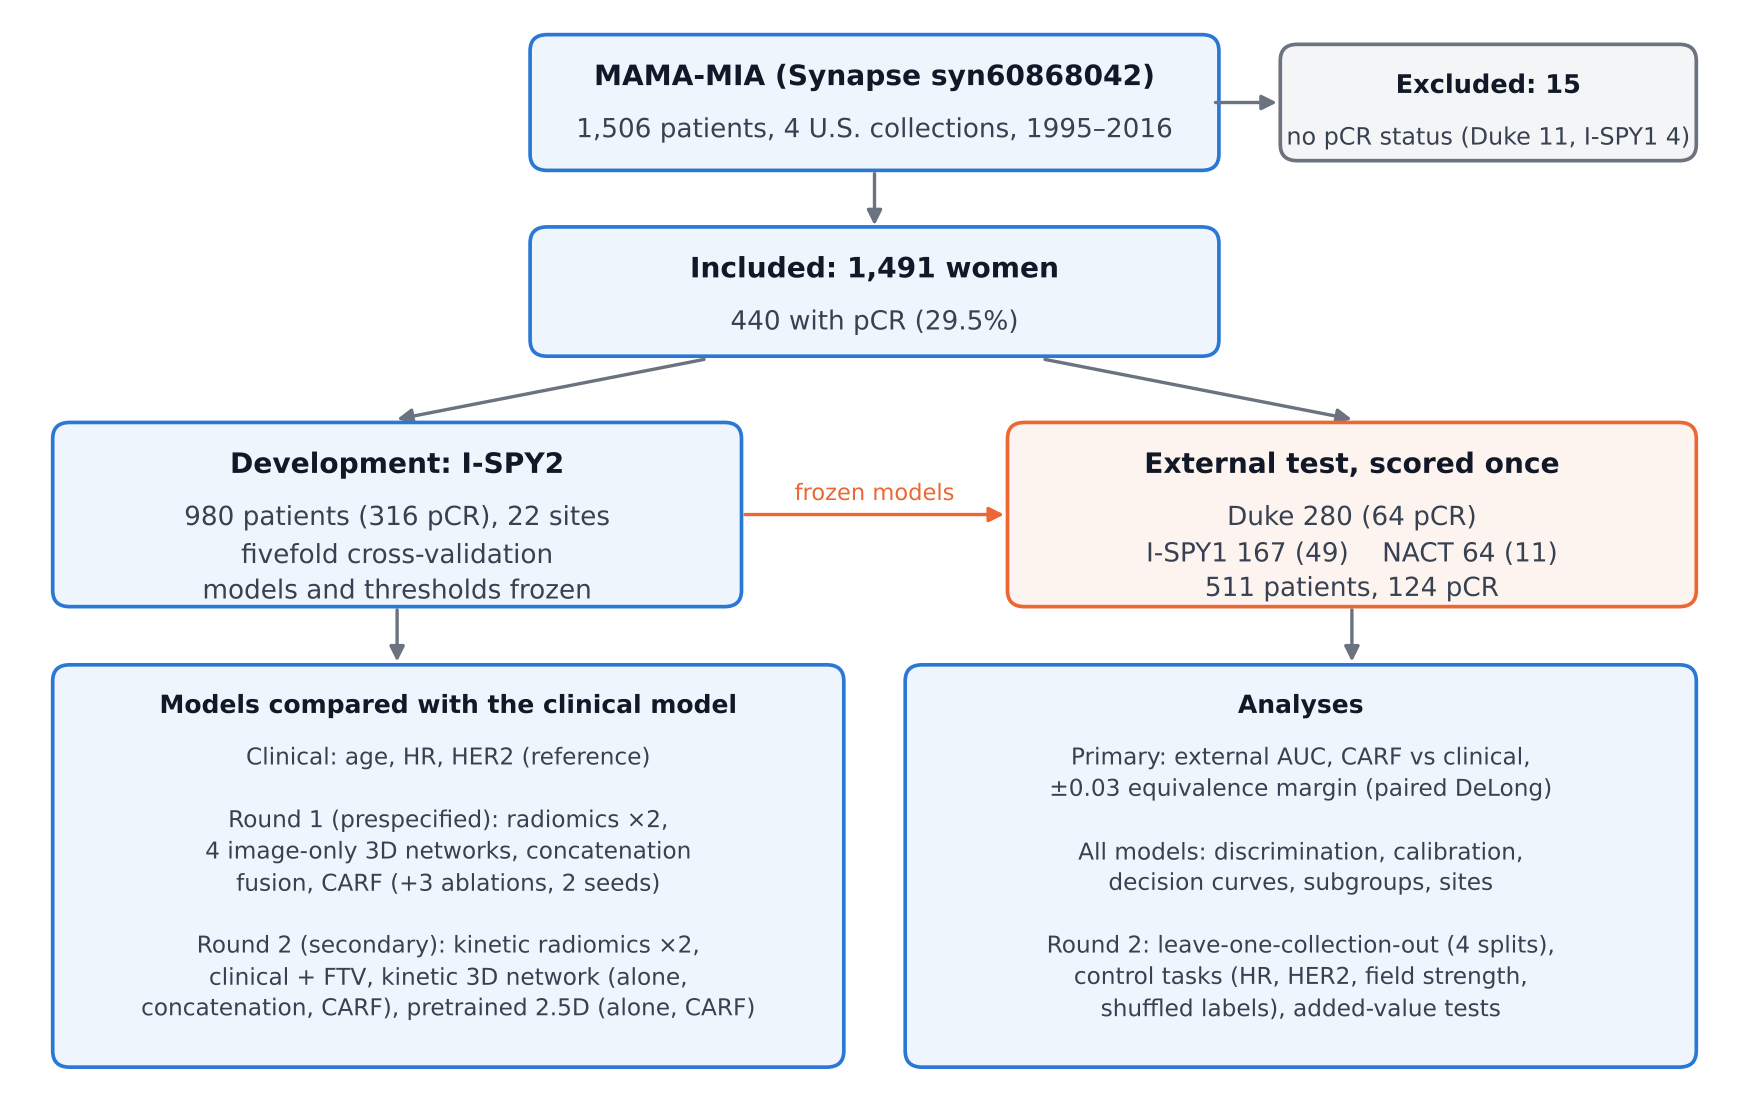 MAMA-MIA (Synapse syn60868042)
1,506 patients, 4 U.S. collections, 1995–2016
Excluded: 15
no pCR status (Duke 11, I-SPY1 4)
Included: 1,491 women
440 with pCR (29.5%)
Development: I-SPY2
980 patients (316 pCR), 22 sites
fivefold cross-validation
models and thresholds frozen
frozen models
External test, scored once
Duke 280 (64 pCR)
I-SPY1 167 (49)    NACT 64 (11)
511 patients, 124 pCR
Models compared with the clinical model
Clinical: age, HR, HER2 (reference)
Round 1 (prespecified): radiomics ×2,
4 image-only 3D networks, concatenation
fusion, CARF (+3 ablations, 2 seeds)
Round 2 (secondary): kinetic radiomics ×2,
clinical + FTV, kinetic 3D network (alone,
concatenation, CARF), pretrained 2.5D (alone, CARF)
Analyses
Primary: external AUC, CARF vs clinical,
±0.03 equivalence margin (paired DeLong)
All models: discrimination, calibration,
decision curves, subgroups, sites
Round 2: leave-one-collection-out (4 splits),
control tasks (HR, HER2, field strength,
shuffled labels), added-value tests